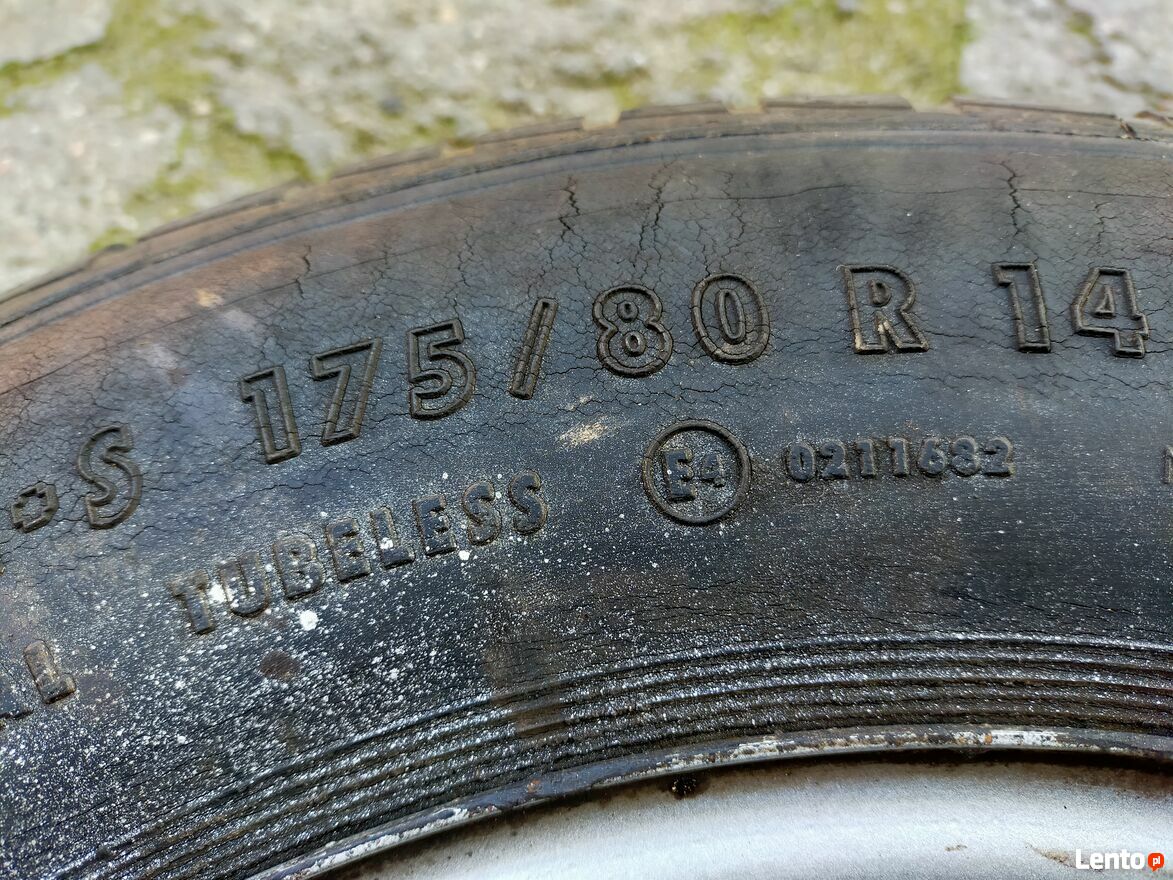 •S 175/80 R 14
TUBELESS E4 0211682
Lento.pl